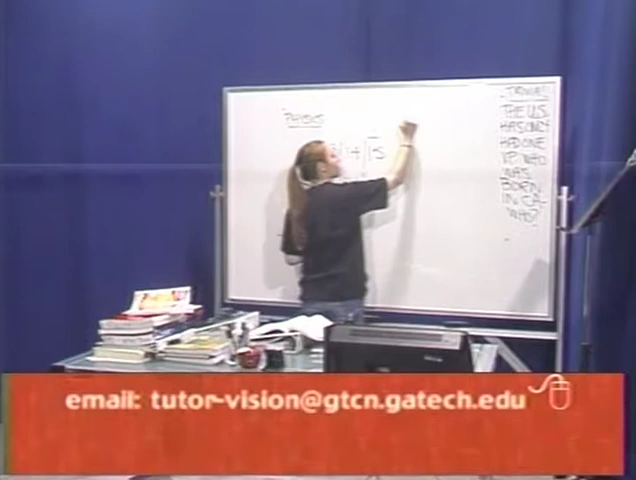 PHYSICS
TRIVIA!
THE U.S.
HAS ONLY
HAD ONE
V.P. WHO
WAS
BORN
IN CA-
WHO?
email: tutor-vision@gtcn.gatech.edu